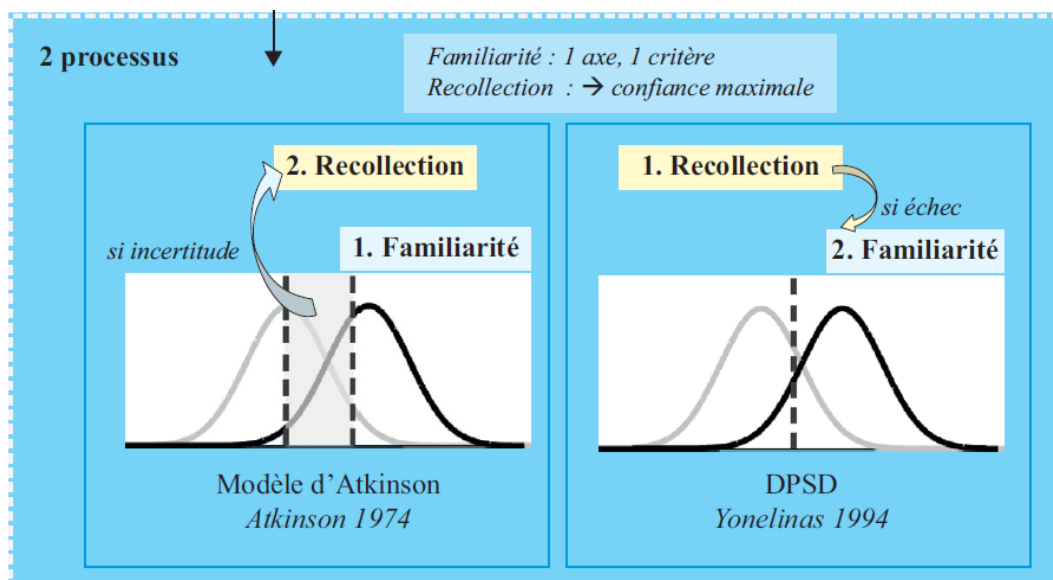 2 processus
Familiarité : 1 axe, 1 critère
Recollection : → confiance maximale
2. Recollection
si incertitude
1. Familiarité
Modèle d’Atkinson
Atkinson 1974
1. Recollection
si échec
2. Familiarité
DPSD
Yonelinas 1994